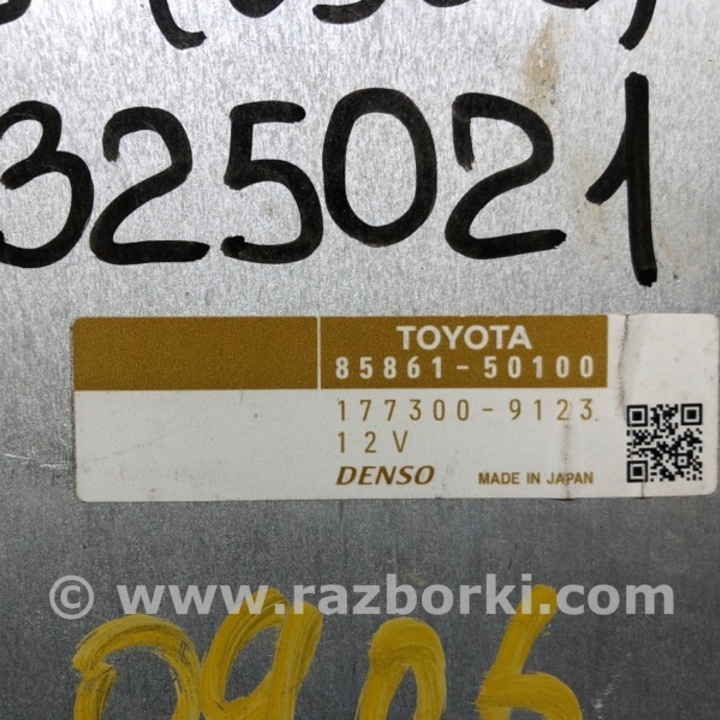 325021
TOYOTA
85861-50100
177300-9123
12V
DENSO MADE IN JAPAN
© www.razborki.com